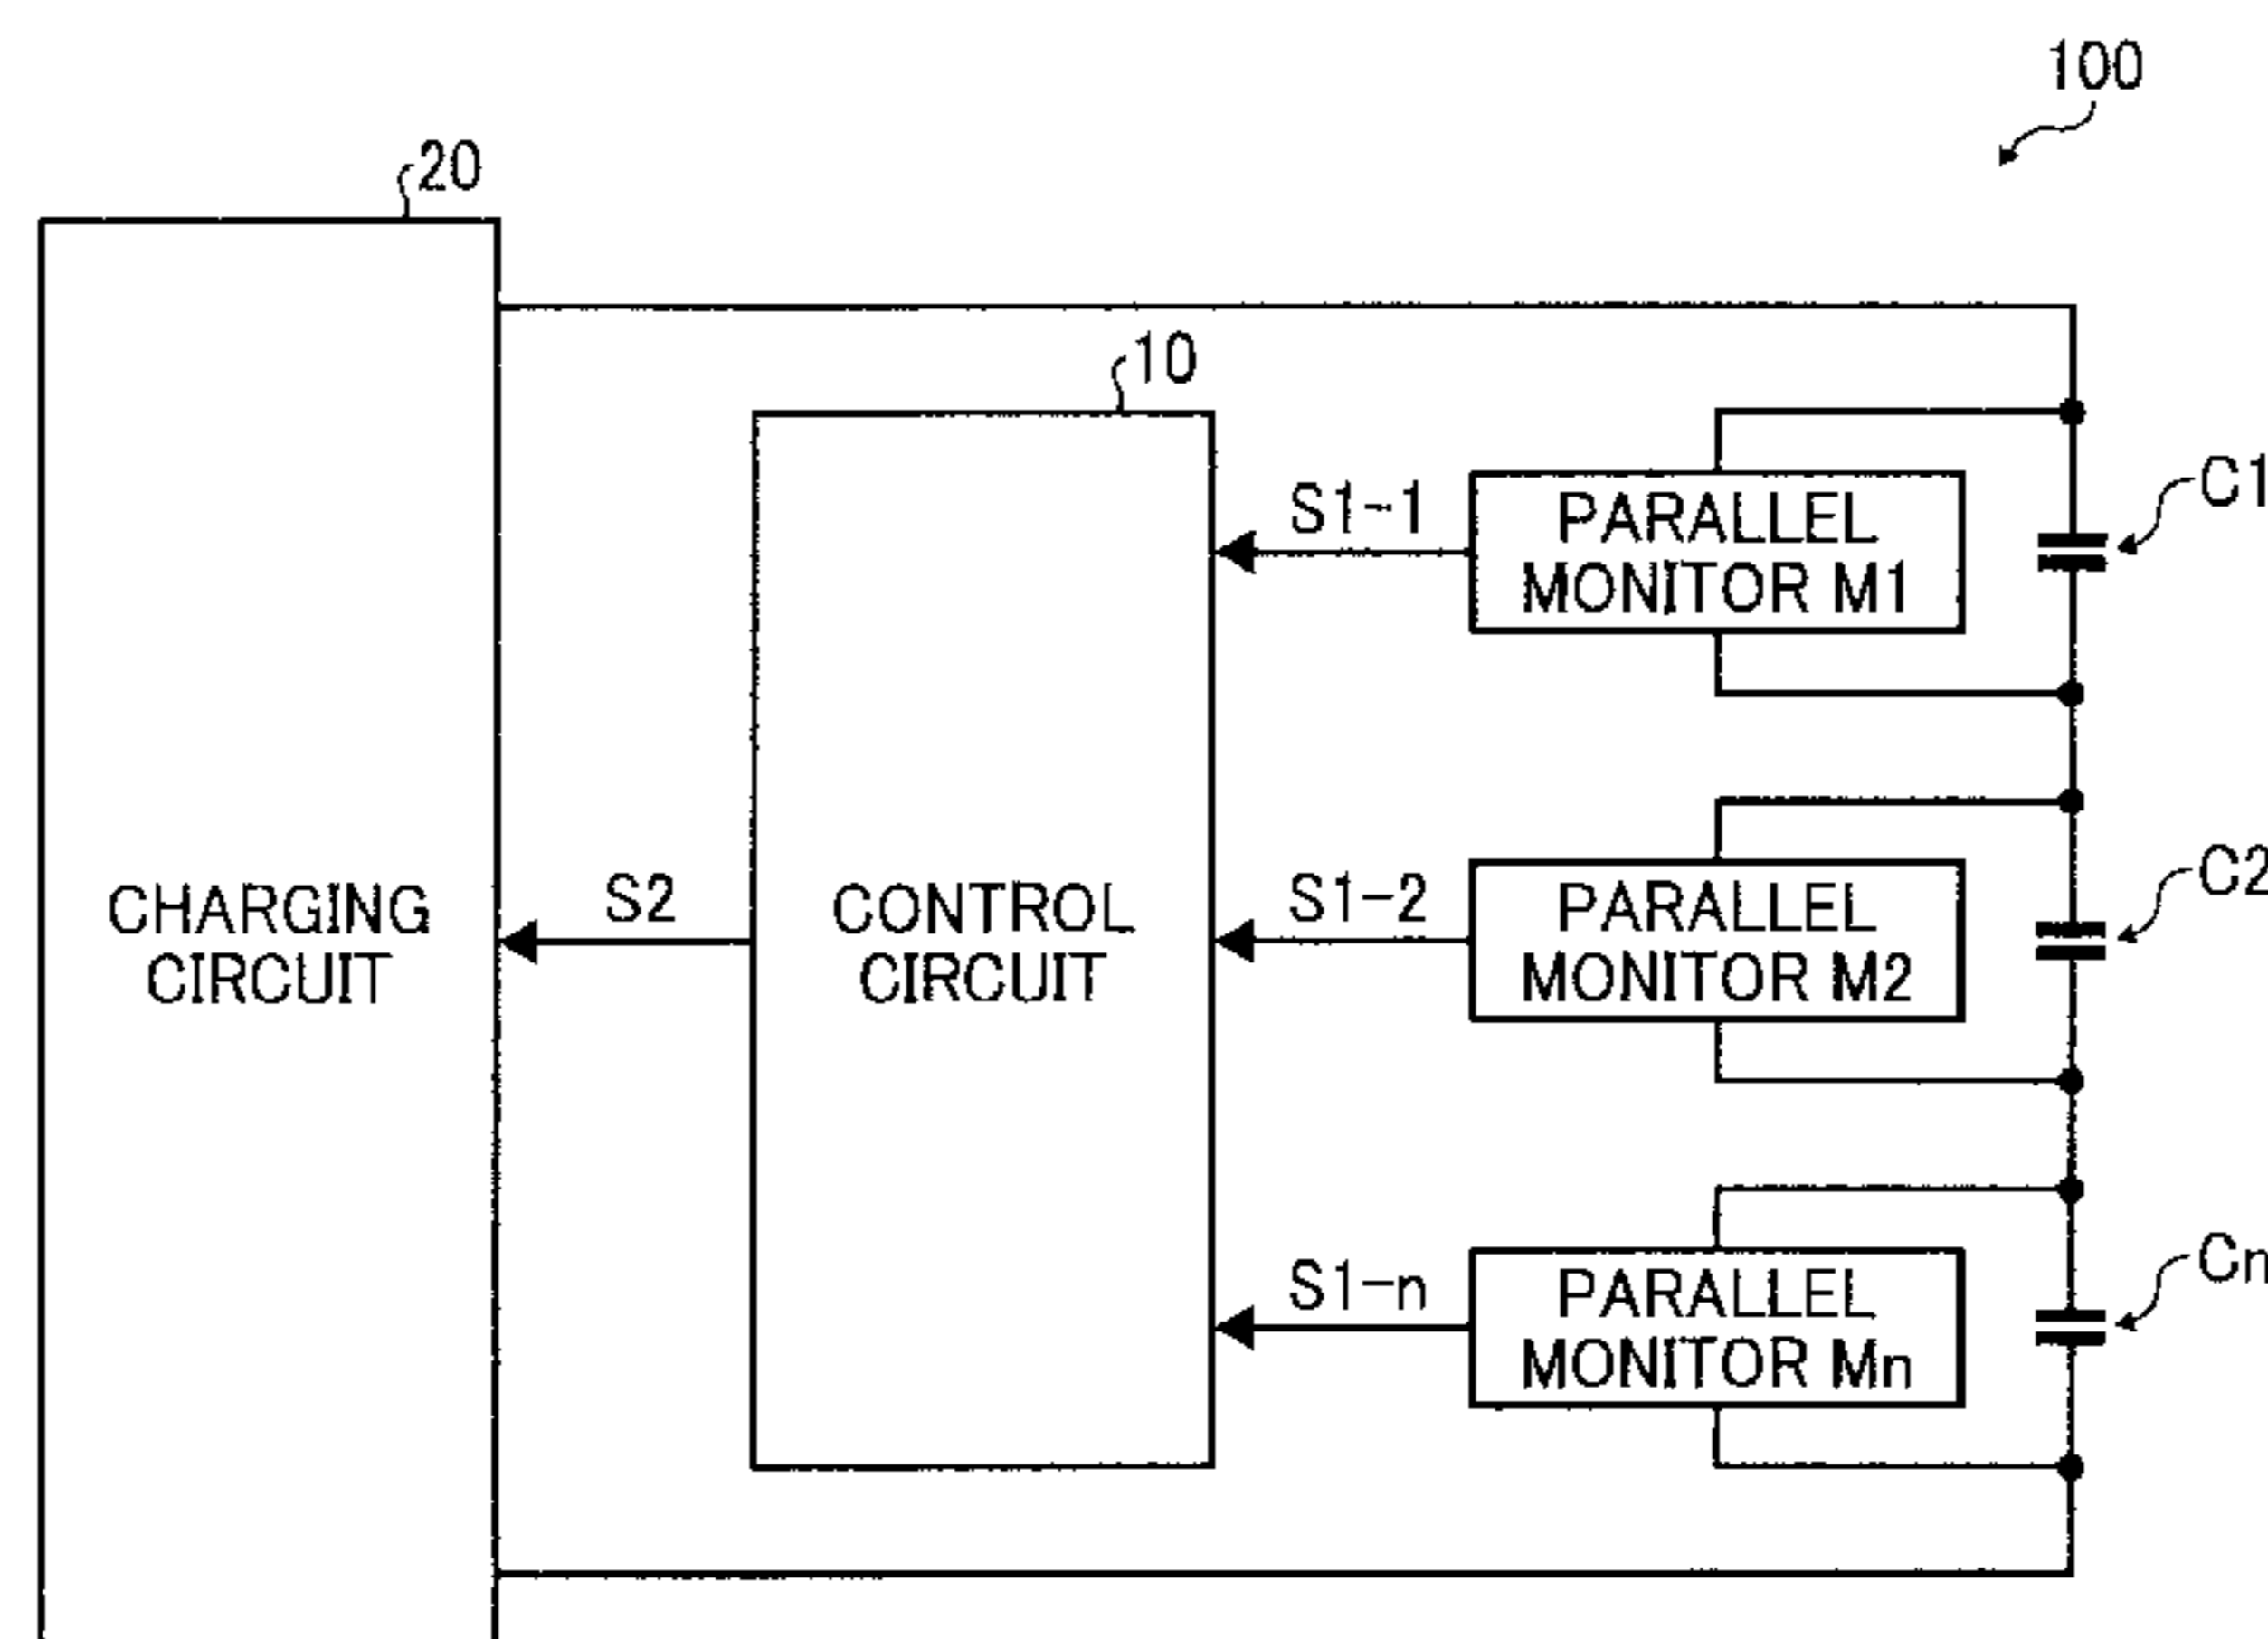 100
20
10
S1-1
PARALLEL
MONITOR M1
C1
CHARGING
CIRCUIT
S2
CONTROL
CIRCUIT
S1-2
PARALLEL
MONITOR M2
C2
S1-n
PARALLEL
MONITOR Mn
Cn